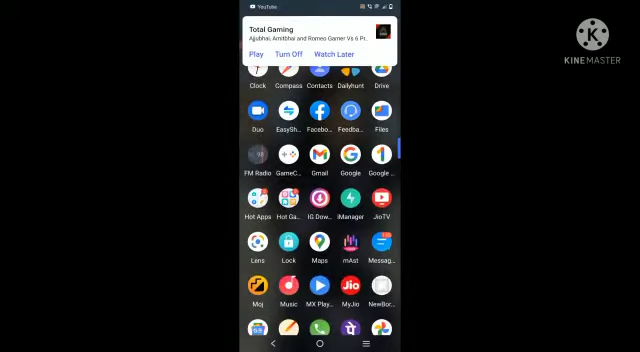 YouTube
Total Gaming
Ajjubhai, Amitbhai and Romeo Gamer Vs 6 Pr...
Play Turn Off Watch Later
KINEMASTER
Clock Compass Contacts Dailyhunt Drive
Duo EasySh... Facebo... Feedba... Files
FM Radio GameC... Gmail Google Google ...
Hot Apps Hot Ga... IG Dow... iManager JioTV
Lens Lock Maps mAst Messag...
Jio
Moj Music MX Play... MyJio NewBor...